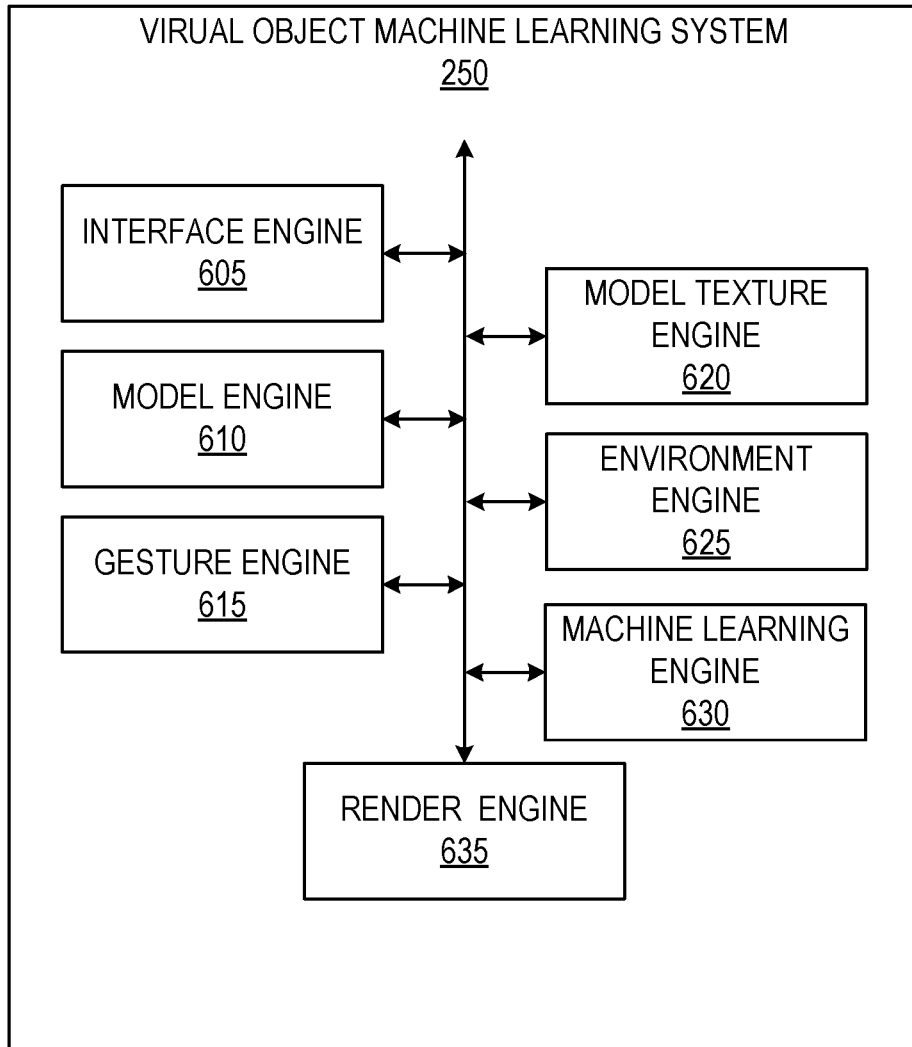 VIRUAL OBJECT MACHINE LEARNING SYSTEM
250
INTERFACE ENGINE
605
MODEL ENGINE
610
GESTURE ENGINE
615
MODEL TEXTURE
ENGINE
620
ENVIRONMENT
ENGINE
625
MACHINE LEARNING
ENGINE
630
RENDER ENGINE
635